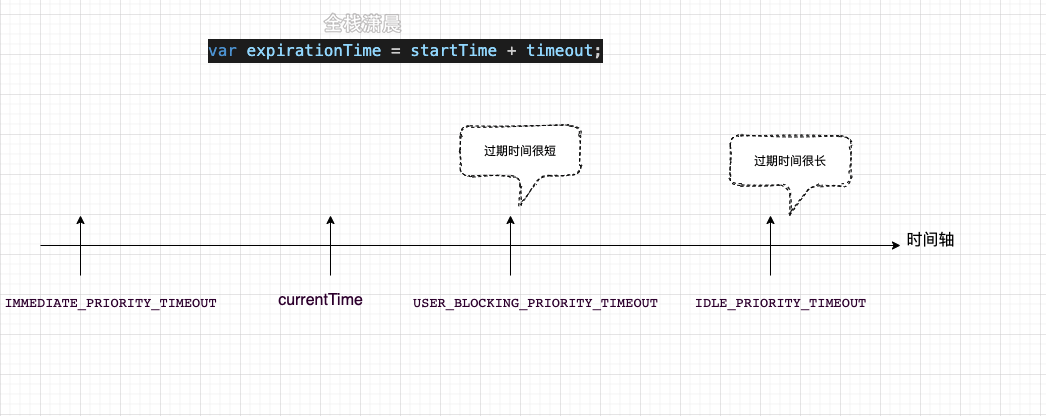 全栈潇晨
var expirationTime = startTime + timeout;
过期时间很短
过期时间很长
时间轴
IMMEDIATE_PRIORITY_TIMEOUT
currentTime
USER_BLOCKING_PRIORITY_TIMEOUT
IDLE_PRIORITY_TIMEOUT